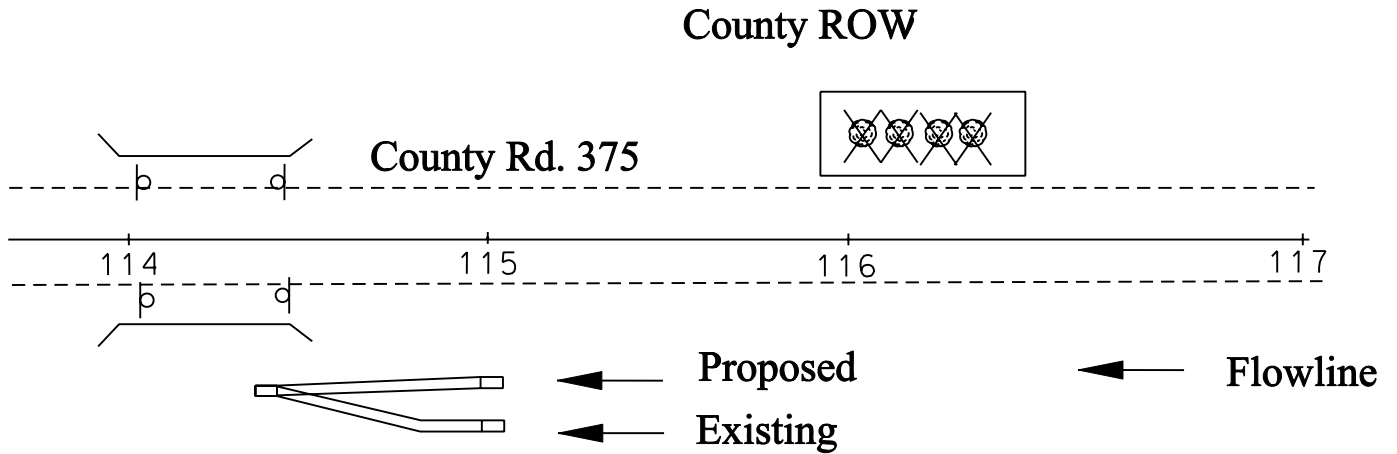 County ROW
County Rd. 375
114 115 116 117
Proposed
Flowline
Existing